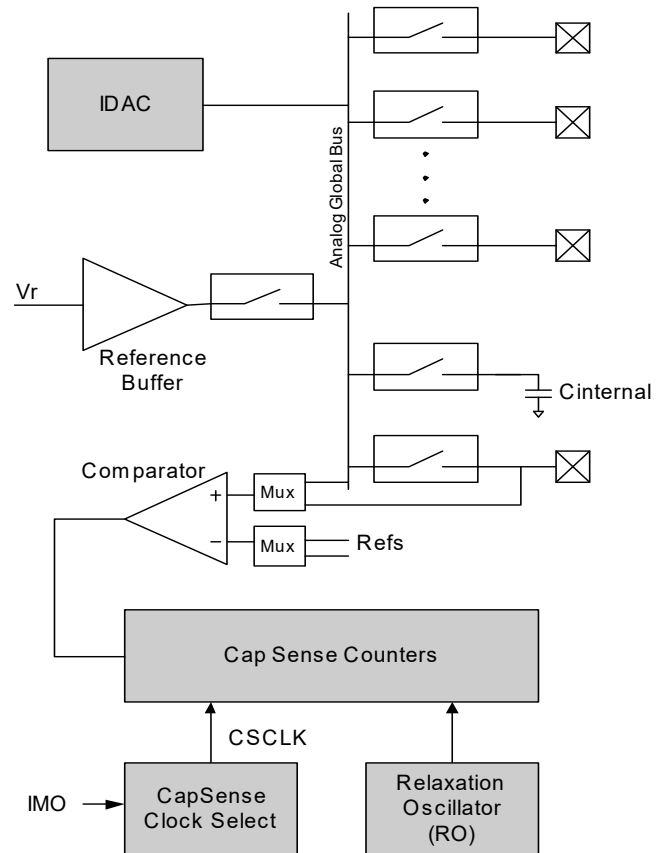 IDAC
Analog Global Bus
Vr
Reference
Buffer
Cinternal
Comparator
+
Mux
−
Mux
Refs
Cap Sense Counters
CSCLK
IMO
CapSense
Clock Select
Relaxation
Oscillator
(RO)